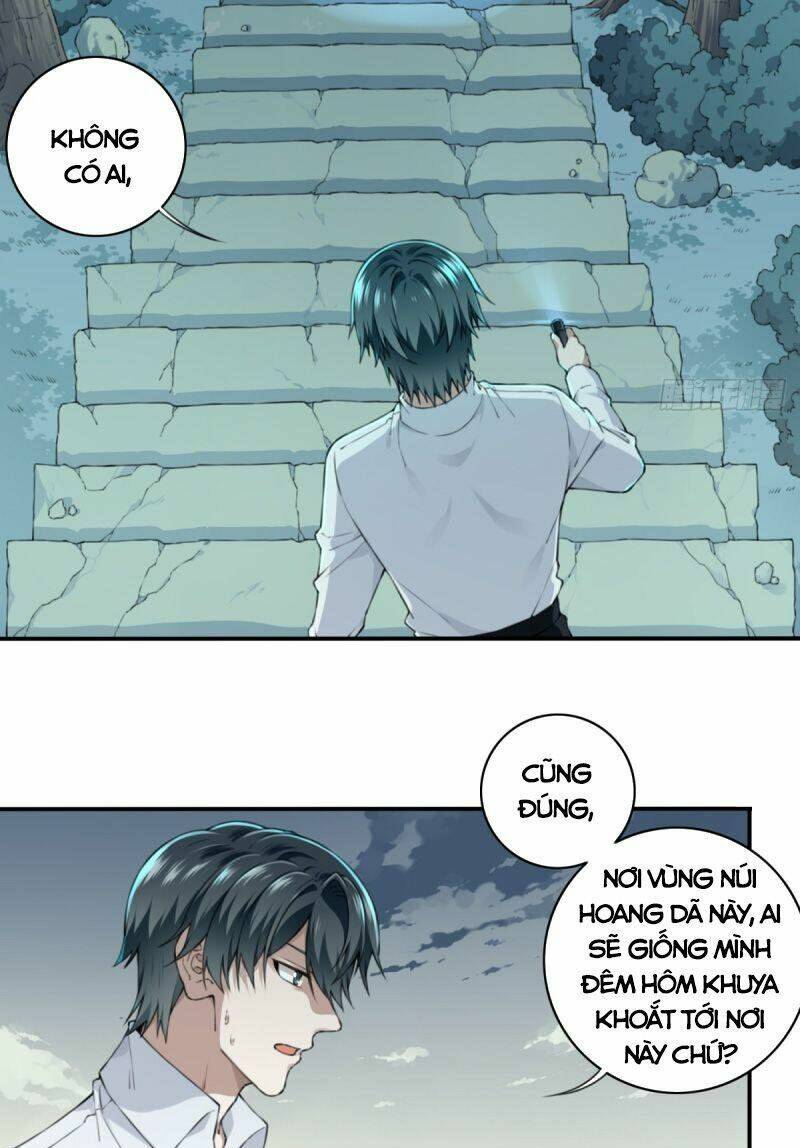 KHÔNG
CÓ AI,
CŨNG
ĐÚNG,
NƠI VÙNG NÚI
HOANG DÃ NÀY, AI
SẼ GIỐNG MÌNH
ĐÊM HÔM KHUYA
KHOẮT TỚI NƠI
NÀY CHỨ?